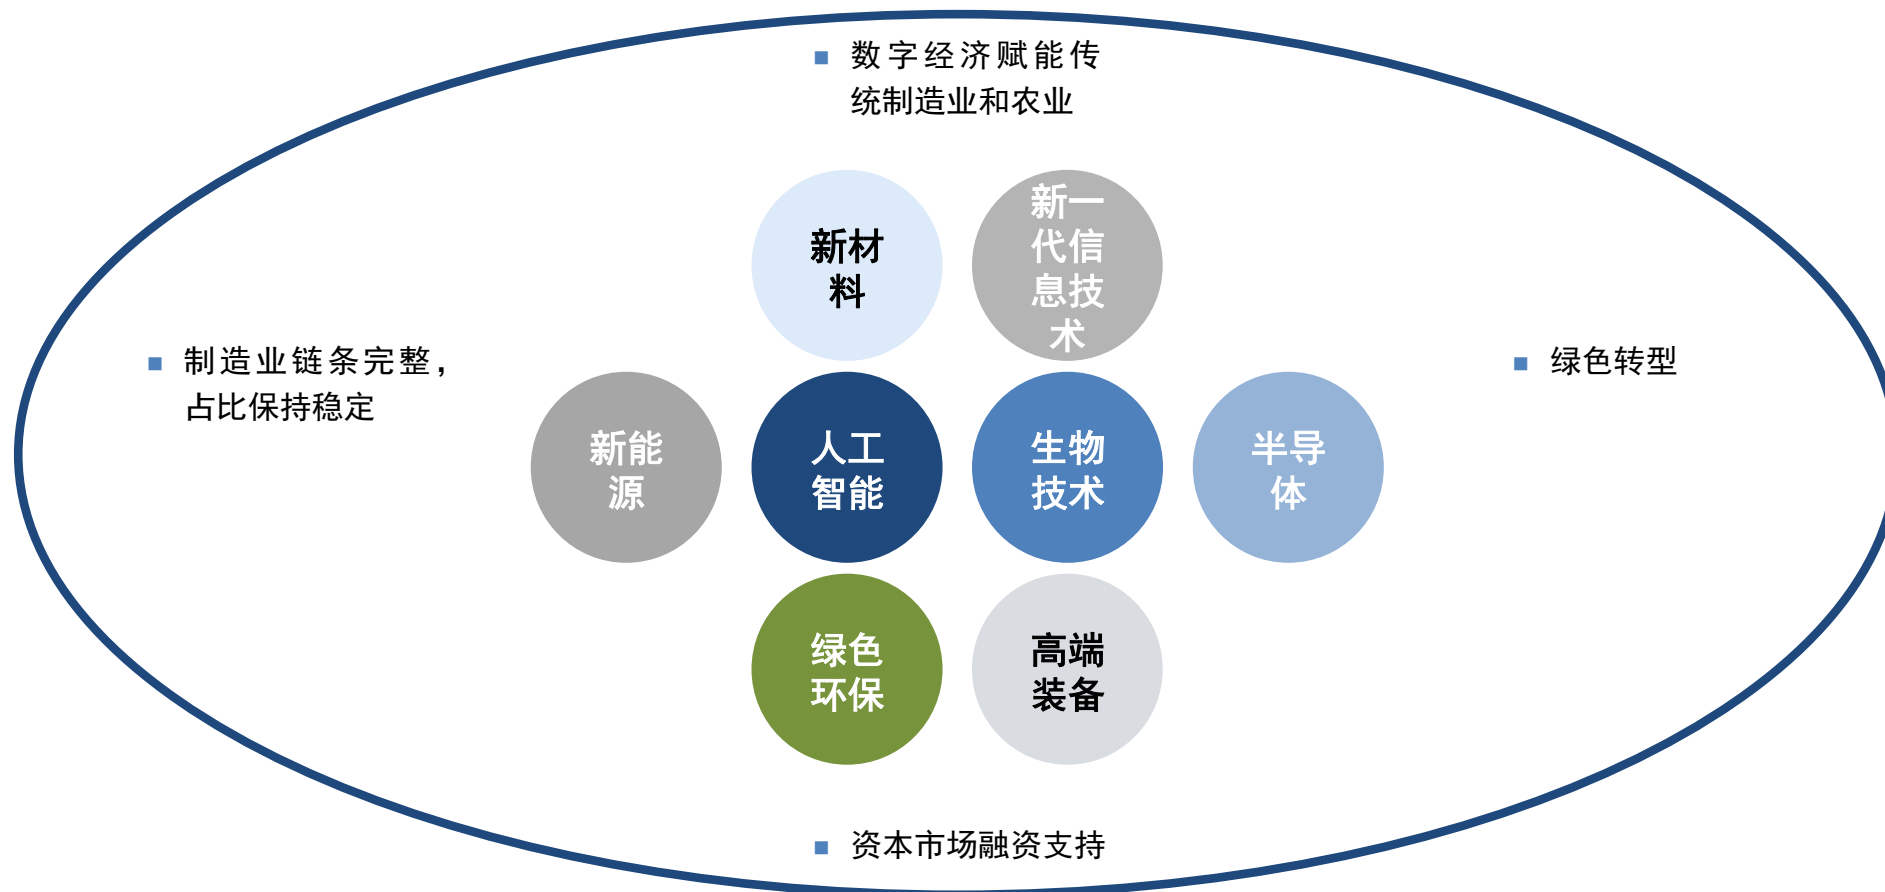 数字经济赋能传
统制造业和农业
新材
料
新一
代信
息技
术
制造业链条完整，
占比保持稳定
绿色转型
新能
源
人工
智能
生物
技术
半导
体
绿色
环保
高端
装备
资本市场融资支持